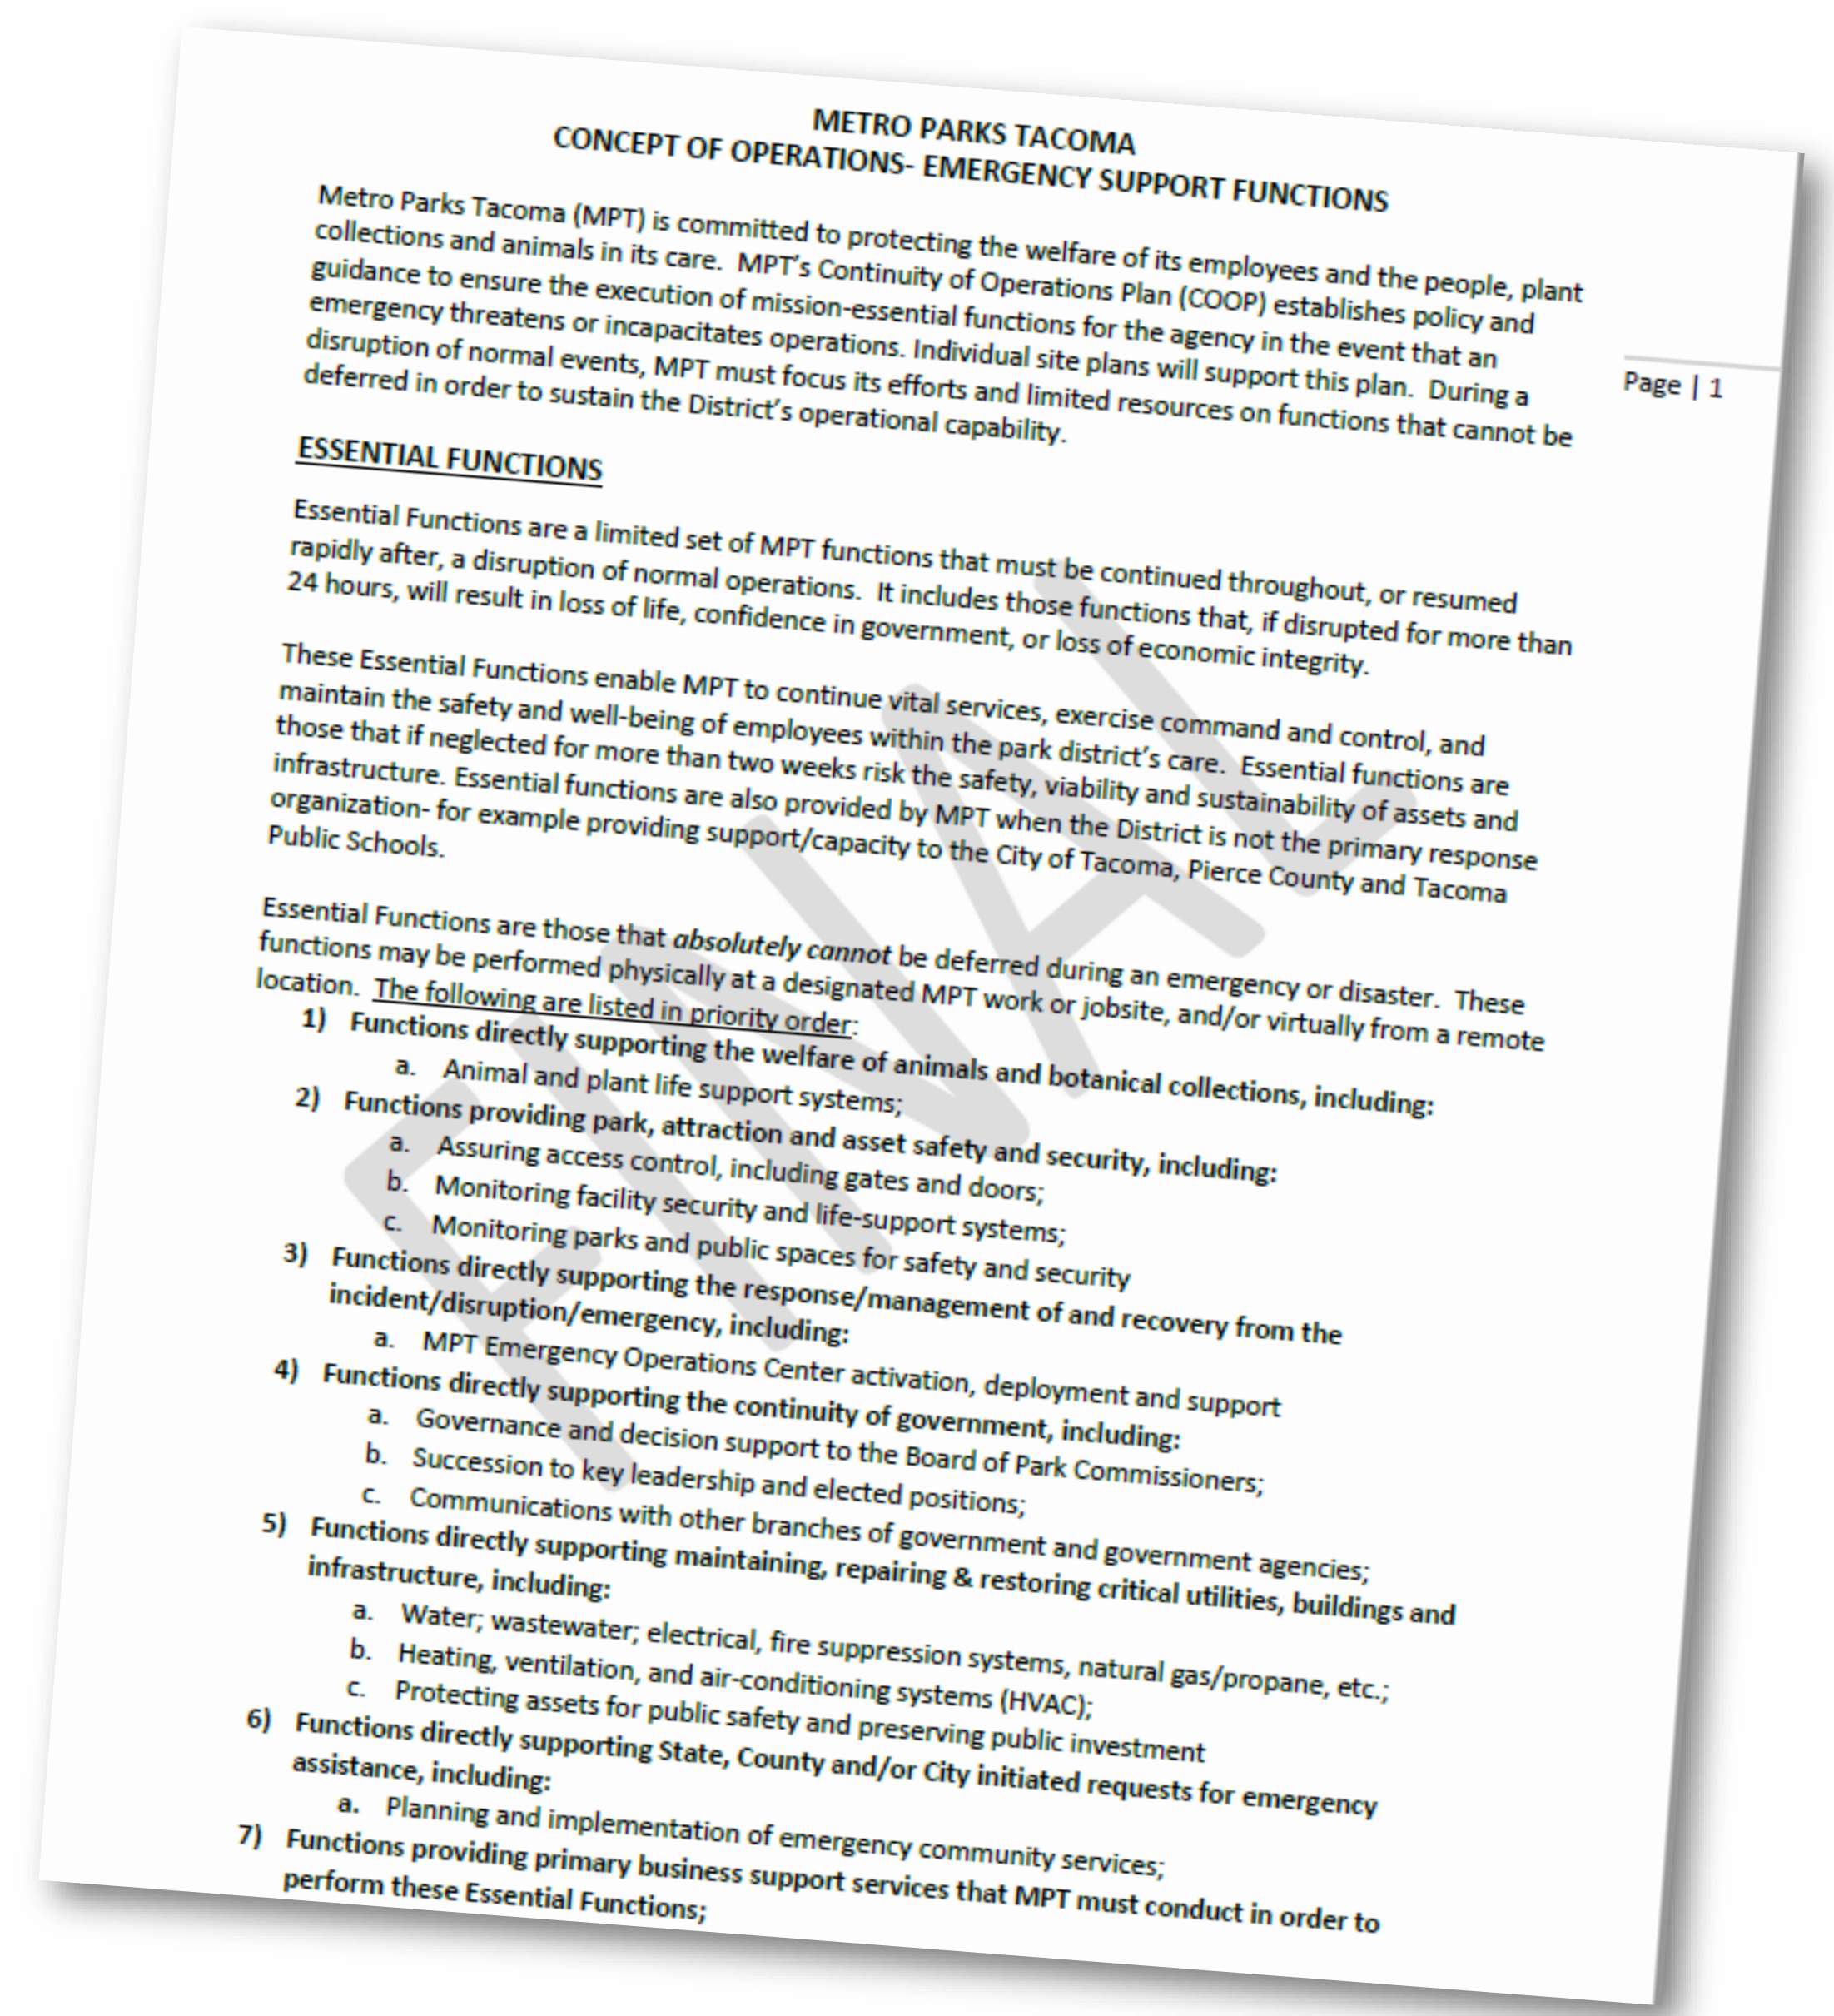 METRO PARKS TACOMA
CONCEPT OF OPERATIONS- EMERGENCY SUPPORT FUNCTIONS
Metro Parks Tacoma (MPT) is committed to protecting the welfare of its employees and the people, plant
collections and animals in its care.  MPT's Continuity of Operations Plan (COOP) establishes policy and
guidance to ensure the execution of mission-essential functions for the agency in the event that an
emergency threatens or incapacitates operations. Individual site plans will support this plan.  During a
disruption of normal events, MPT must focus its efforts and limited resources on functions that cannot be
deferred in order to sustain the District's operational capability.
Page | 1
ESSENTIAL FUNCTIONS
Essential Functions are a limited set of MPT functions that must be continued throughout, or resumed
rapidly after, a disruption of normal operations.  It includes those functions that, if disrupted for more than
24 hours, will result in loss of life, confidence in government, or loss of economic integrity.
These Essential Functions enable MPT to continue vital services, exercise command and control, and
maintain the safety and well-being of employees within the park district's care.  Essential functions are
those that if neglected for more than two weeks risk the safety, viability and sustainability of assets and
infrastructure. Essential functions are also provided by MPT when the District is not the primary response
organization- for example providing support/capacity to the City of Tacoma, Pierce County and Tacoma
Public Schools.
Essential Functions are those that absolutely cannot be deferred during an emergency or disaster.  These
functions may be performed physically at a designated MPT work or jobsite, and/or virtually from a remote
location.  The following are listed in priority order:
1) Functions directly supporting the welfare of animals and botanical collections, including:
a. Animal and plant life support systems;
2) Functions providing park, attraction and asset safety and security, including:
a. Assuring access control, including gates and doors;
b. Monitoring facility security and life-support systems;
c. Monitoring parks and public spaces for safety and security
3) Functions directly supporting the response/management of and recovery from the
incident/disruption/emergency, including:
a. MPT Emergency Operations Center activation, deployment and support
4) Functions directly supporting the continuity of government, including:
a. Governance and decision support to the Board of Park Commissioners;
b. Succession to key leadership and elected positions;
c. Communications with other branches of government and government agencies;
5) Functions directly supporting maintaining, repairing & restoring critical utilities, buildings and
infrastructure, including:
a. Water; wastewater; electrical, fire suppression systems, natural gas/propane, etc.;
b. Heating, ventilation, and air-conditioning systems (HVAC);
c. Protecting assets for public safety and preserving public investment
6) Functions directly supporting State, County and/or City initiated requests for emergency
assistance, including:
a. Planning and implementation of emergency community services;
7) Functions providing primary business support services that MPT must conduct in order to
perform these Essential Functions;
FINAL